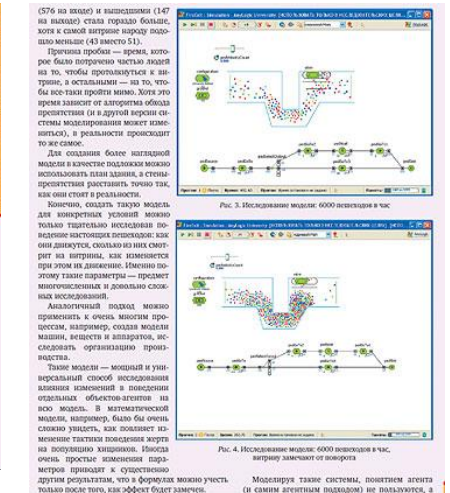 (576 на входе) и вышедшими (147
на выходе) стала гораздо больше,
хотя к самой витрине народу подо-
шло меньше (43 вместо 51).
Причина пробки — время, кото-
рое было потрачено частью людей
на то, чтобы протолкнуться к ви-
трине, а остальными — на то, что-
бы все-таки пройти мимо. Хотя это
время зависит от алгоритма обхода
препятствия (и в другой версии си-
стемы моделирования может изме-
ниться), в реальности происходит
то же самое.
Для создания более наглядной
модели в качестве подложки можно
использовать план здания, а стены-
препятствия расставить точно так,
как они стоят в реальности.
Конечно, создать такую модель
для конкретных условий можно
только тщательно исследовав по-
ведение настоящих пешеходов: как
они движутся, сколько из них смот-
рит на витрины, как изменяется
при этом их движение. Именно по-
этому такие параметры — предмет
многочисленных и довольно слож-
ных исследований.
Аналогичный подход можно
применить к очень многим про-
цессам, например, создав модели
машин, веществ и аппаратов, ис-
следовать организацию произ-
водства.
Такие модели — мощный и уни-
версальный способ исследования
влияния изменений в поведении
отдельных объектов-агентов на
всю модель. В математической
модели, например, было бы очень
сложно увидеть, как повлияет из-
менение тактики поведения жертв
на популяцию хищников. Иногда
очень простые изменения пара-
метров приводят к существенно
другим результатам, что в формулах можно учесть
только после того, как эффект будет замечен.
Рис. 3. Исследование модели: 6000 пешеходов в час
Рис. 4. Исследование модели: 6000 пешеходов в час,
витрину замечают от поворота
Моделируя такие системы, понятием агента
(и самим агентным подходом) не пользуются, а